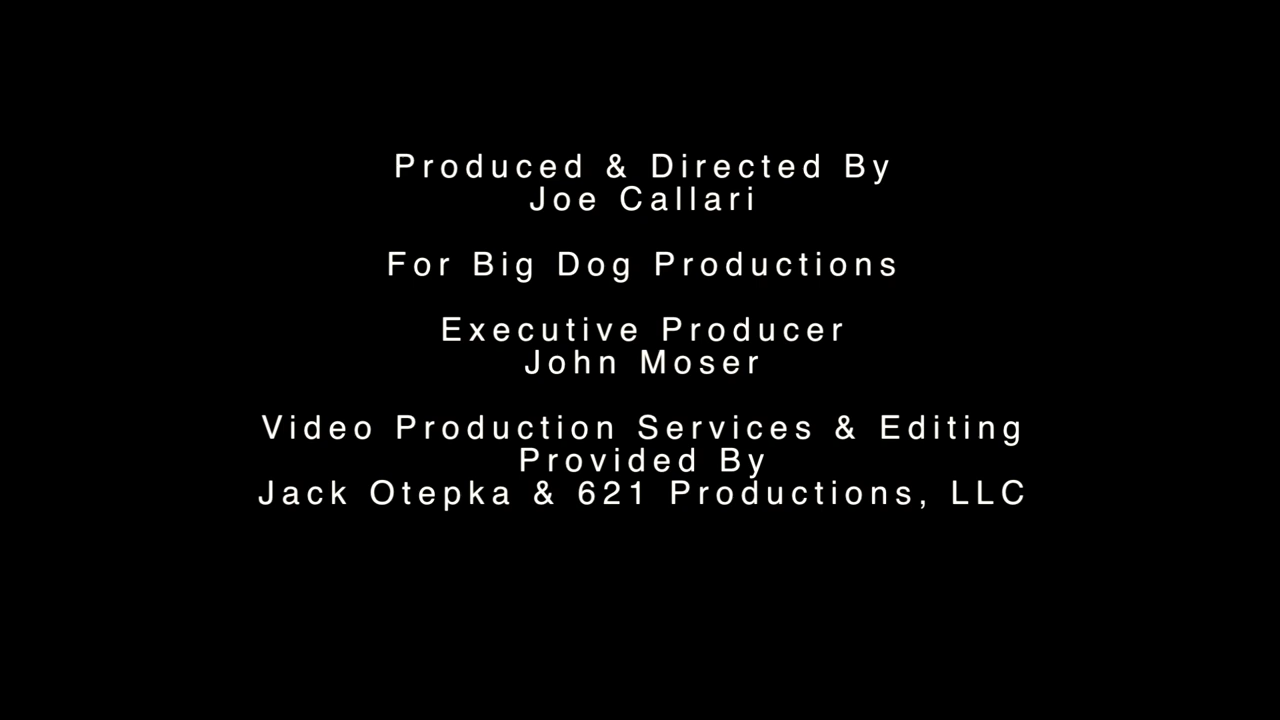 Produced & Directed By
Joe Callari
For Big Dog Productions
Executive Producer
John Moser
Video Production Services & Editing
Provided By
Jack Otepka & 621 Productions, LLC